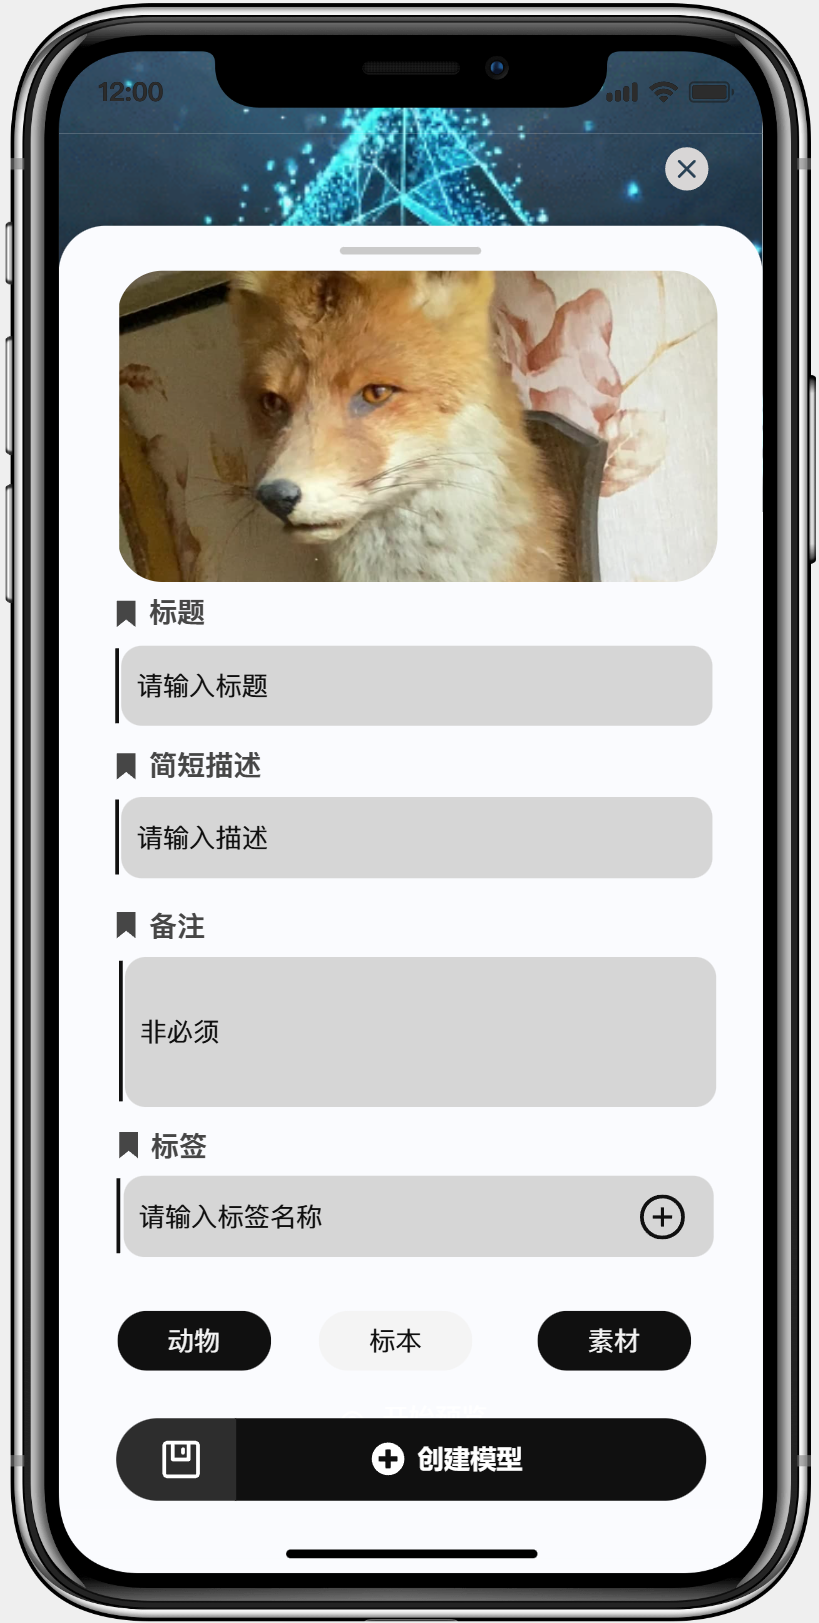 12:00
标题
请输入标题
简短描述
请输入描述
备注
非必须
标签
请输入标签名称
动物
标本
素材
创建模型